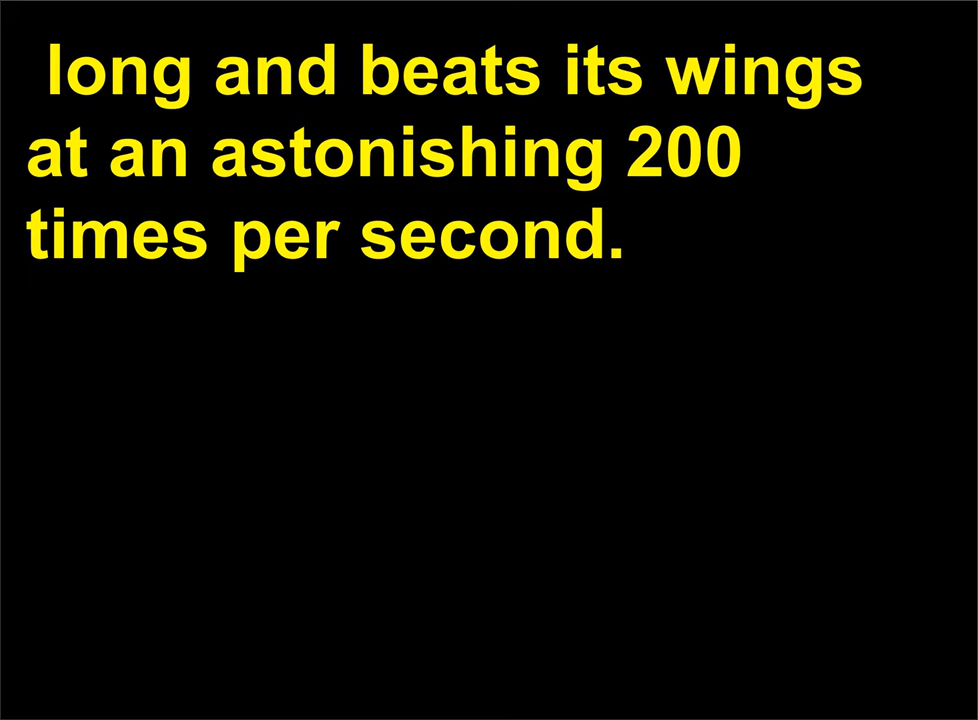 long and beats its wings
at an astonishing 200
times per second.